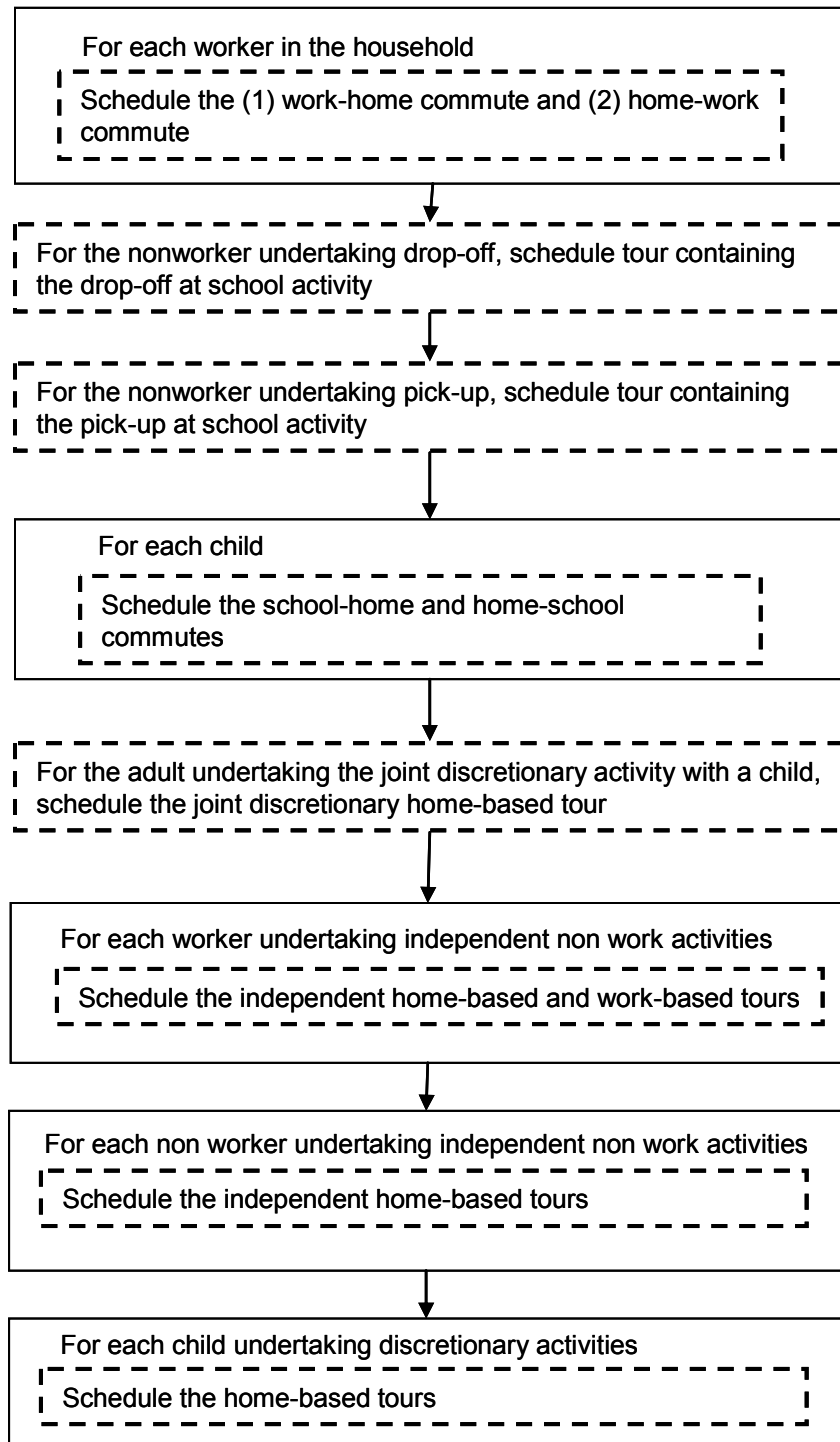 For each worker in the household
Schedule the (1) work-home commute and (2) home-work
commute
For the nonworker undertaking drop-off, schedule tour containing
the drop-off at school activity
For the nonworker undertaking pick-up, schedule tour containing
the pick-up at school activity
For each child
Schedule the school-home and home-school
commutes
For the adult undertaking the joint discretionary activity with a child,
schedule the joint discretionary home-based tour
For each worker undertaking independent non work activities
Schedule the independent home-based and work-based tours
For each non worker undertaking independent non work activities
Schedule the independent home-based tours
For each child undertaking discretionary activities
Schedule the home-based tours